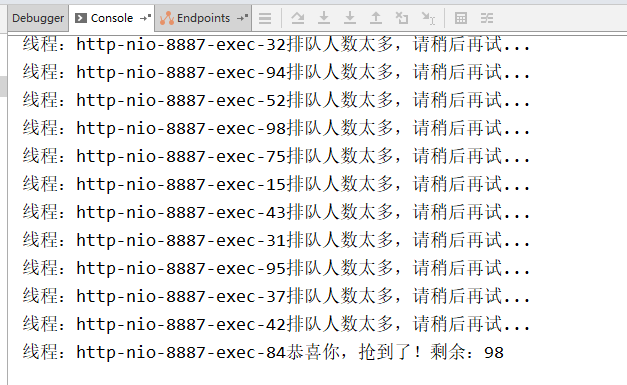 Debugger Console Endpoints
线程：http-nio-8887-exec-32排队人数太多，请稍后再试...
线程：http-nio-8887-exec-94排队人数太多，请稍后再试...
线程：http-nio-8887-exec-52排队人数太多，请稍后再试...
线程：http-nio-8887-exec-98排队人数太多，请稍后再试...
线程：http-nio-8887-exec-75排队人数太多，请稍后再试...
线程：http-nio-8887-exec-15排队人数太多，请稍后再试...
线程：http-nio-8887-exec-43排队人数太多，请稍后再试...
线程：http-nio-8887-exec-31排队人数太多，请稍后再试...
线程：http-nio-8887-exec-95排队人数太多，请稍后再试...
线程：http-nio-8887-exec-37排队人数太多，请稍后再试...
线程：http-nio-8887-exec-42排队人数太多，请稍后再试...
线程：http-nio-8887-exec-84恭喜你，抢到了！剩余：98